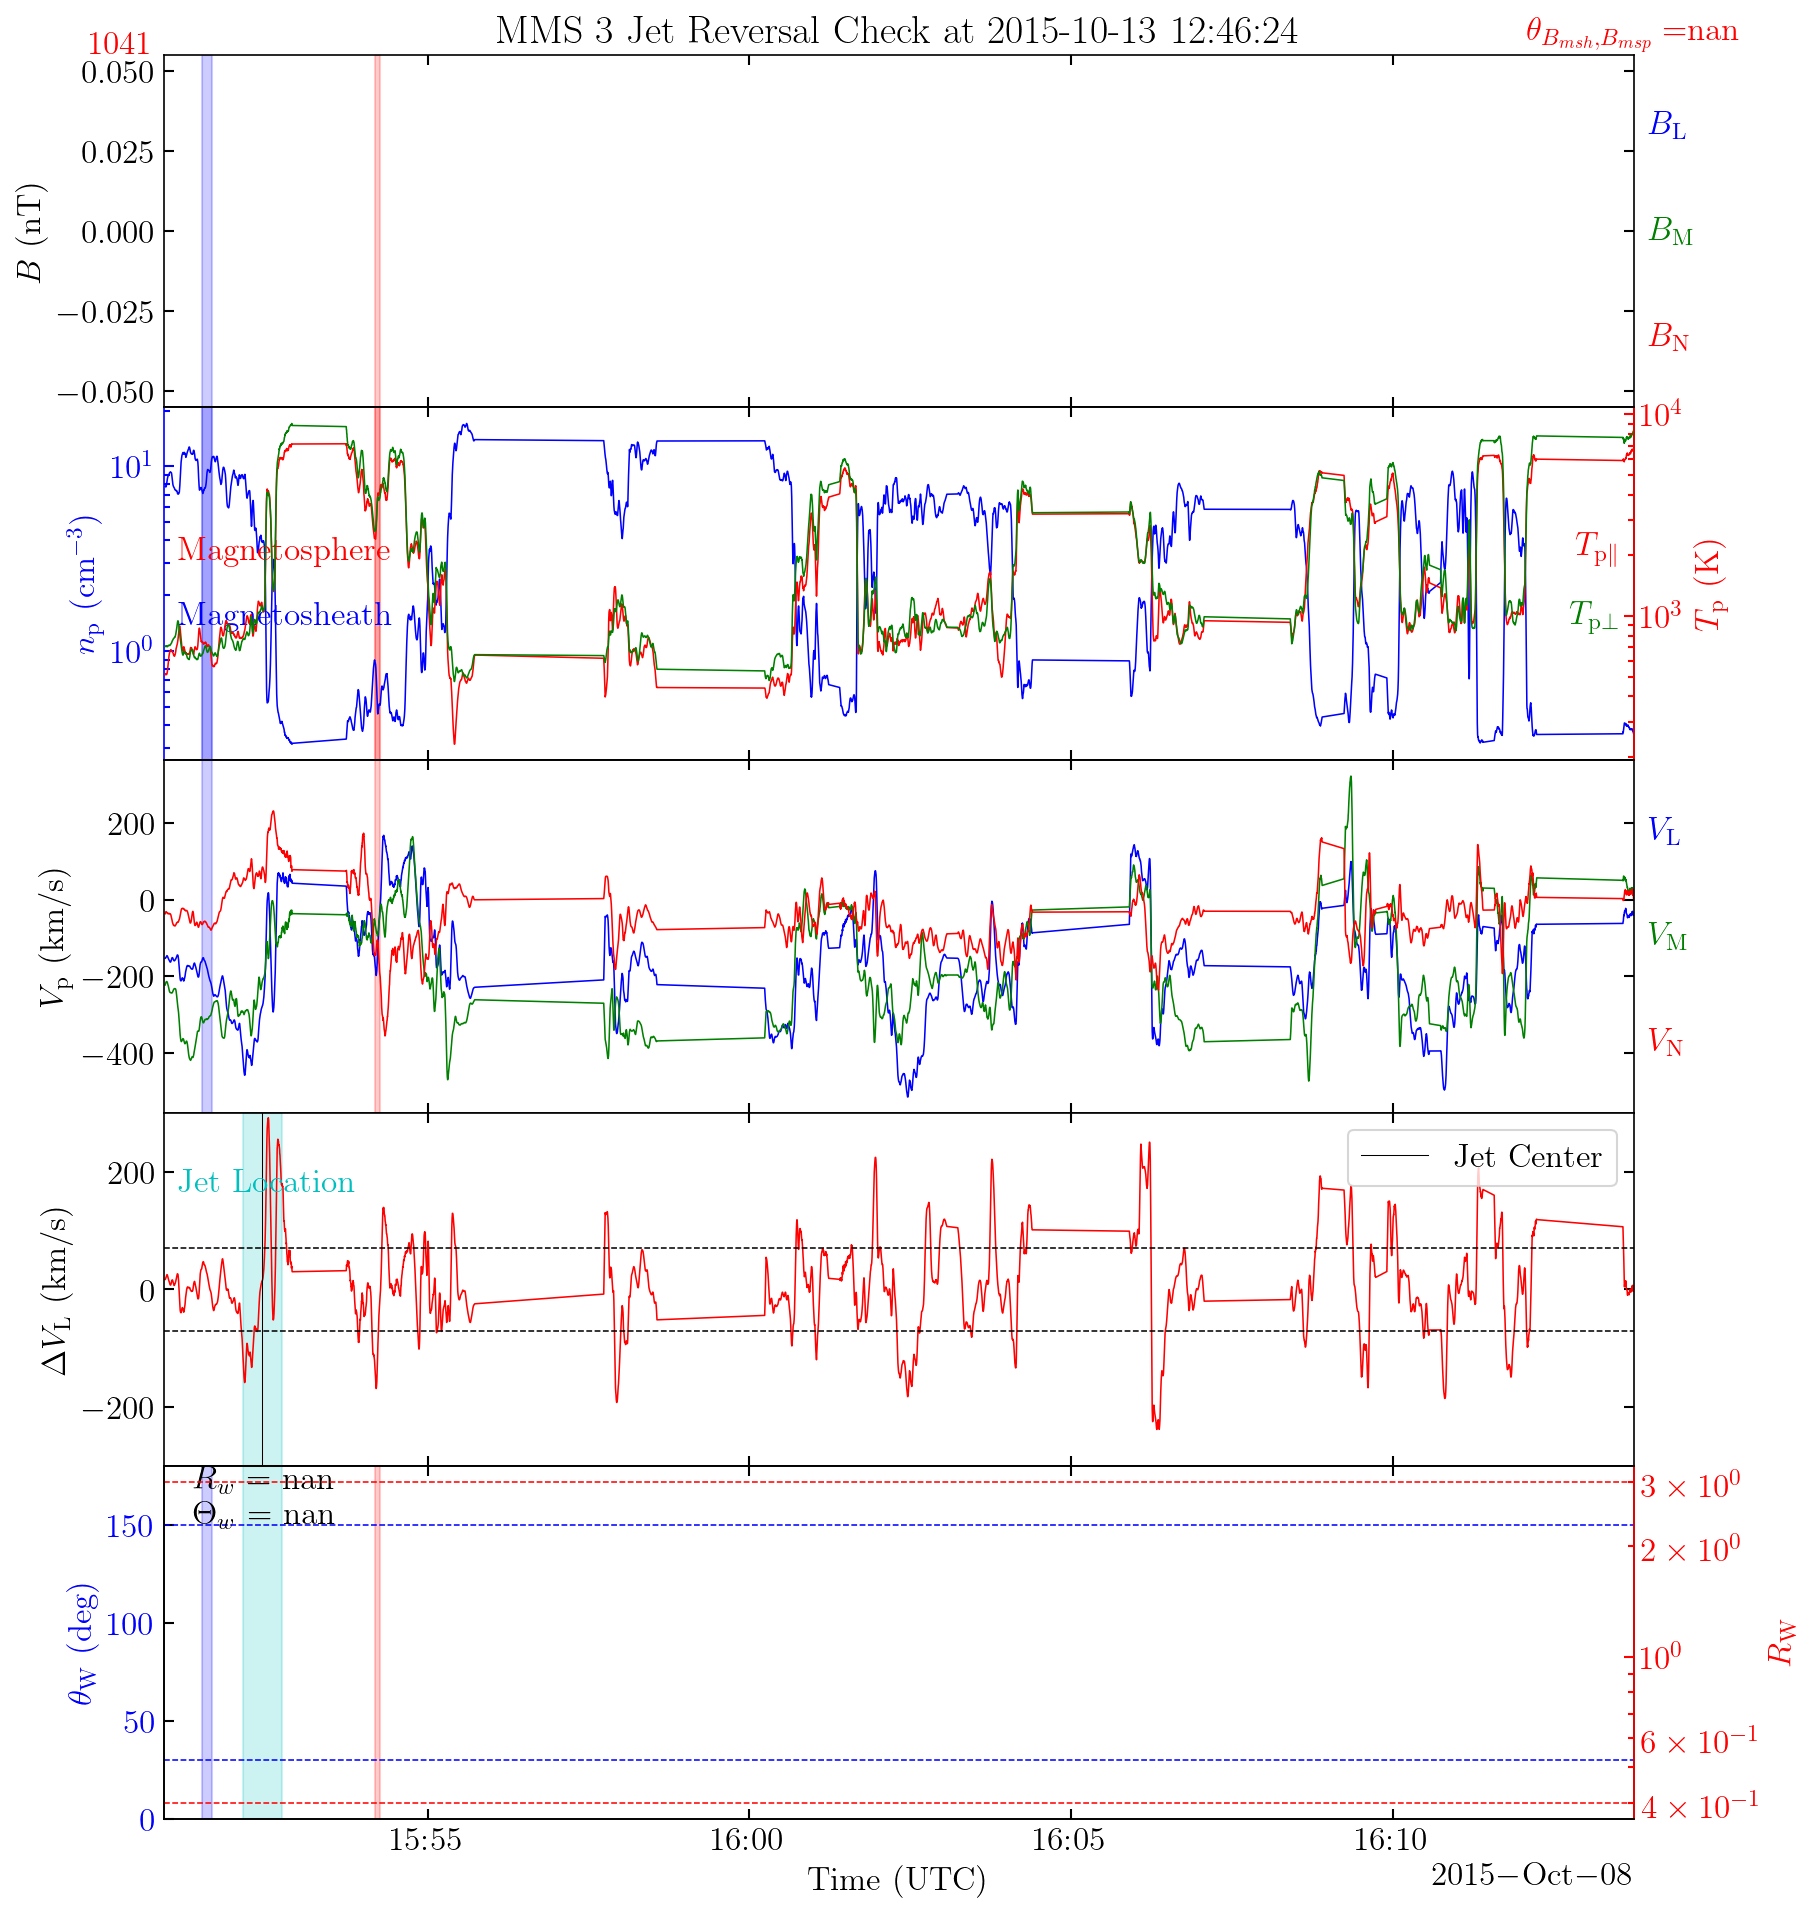 1041
MMS 3 Jet Reversal Check at 2015-10-13 12:46:24
θ_{B_{msh},B_{msp}} =nan
0.050
0.025
0.000
−0.025
−0.050
B (nT)
B_L
B_M
B_N
10^1
10^0
n_p (cm^{−3})
Magnetosphere
Magnetosheath
10^4
10^3
T_{p∥}
T_{p⊥}
T_p (K)
200
0
−200
−400
V_p (km/s)
V_L
V_M
V_N
200
0
−200
ΔV_L (km/s)
Jet Location
Jet Center
R_w = nan
Θ_w = nan
150
100
50
0
θ_W (deg)
3 × 10^0
2 × 10^0
10^0
6 × 10^{−1}
4 × 10^{−1}
R_W
15:55
16:00
16:05
16:10
Time (UTC)
2015−Oct−08